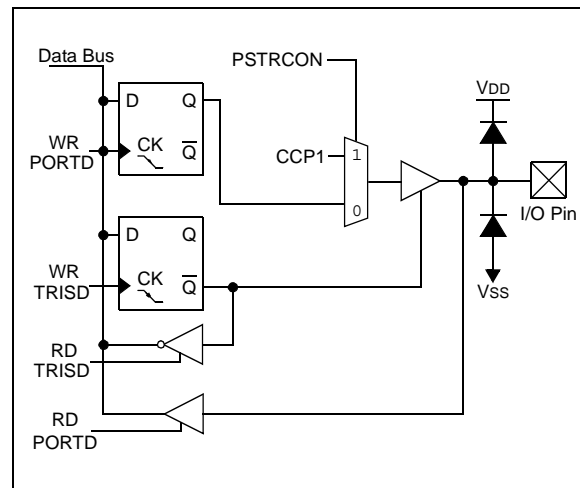 Data Bus
PSTRCON
VDD
D Q
WR
PORTD
CK
Q
CCP1
1
0
I/O Pin
D Q
WR
TRISD
CK
Q
VSS
RD
TRISD
RD
PORTD